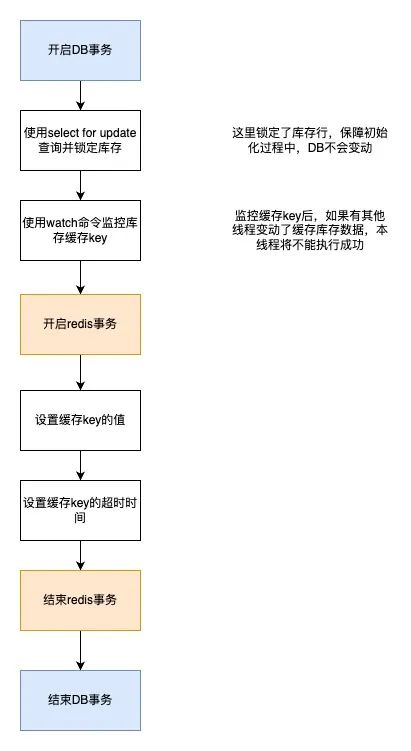 开启DB事务
使用select for update
查询并锁定库存
这里锁定了库存行，保障初始
化过程中，DB不会变动
使用watch命令监控库
存缓存key
监控缓存key后，如果有其他
线程变动了缓存库存数据，本
线程将不能执行成功
开启redis事务
设置缓存key的值
设置缓存key的超时时
间
结束redis事务
结束DB事务